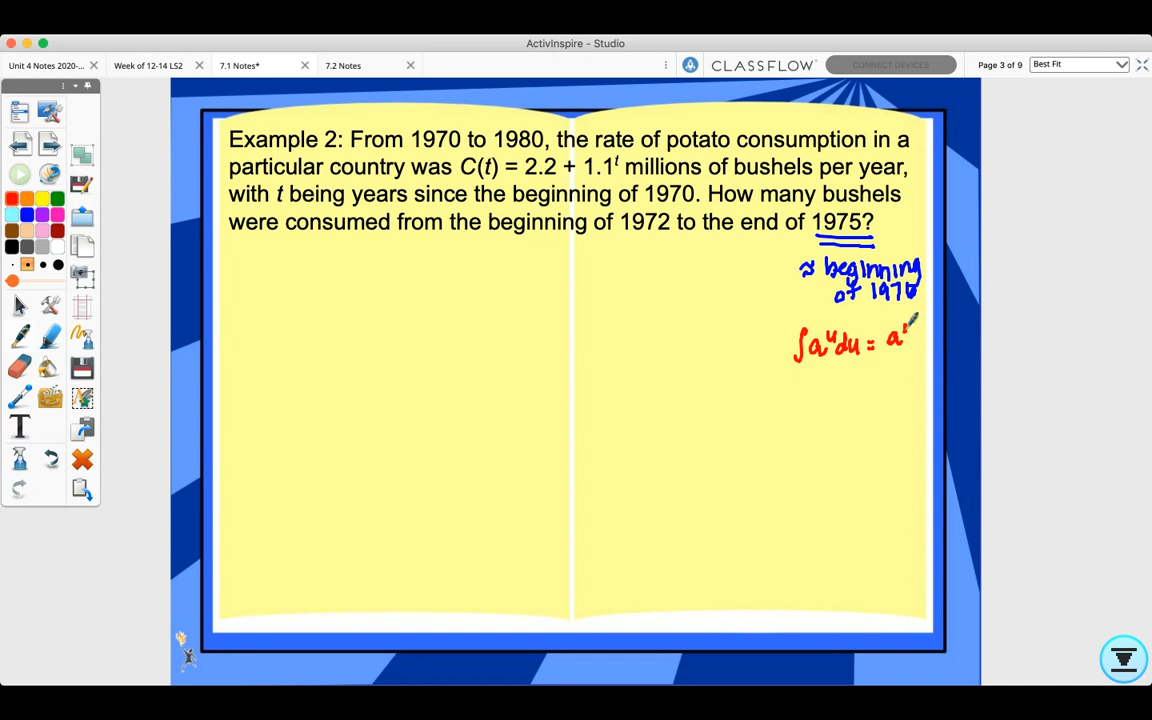 ActivInspire - Studio
Unit 4 Notes 2020-...
Week of 12-14 LS2
7.1 Notes*
7.2 Notes
CLASSFLOW
CONNECT DEVICES
Page 3 of 9
Best Fit
Example 2: From 1970 to 1980, the rate of potato consumption in a
particular country was C(t) = 2.2 + 1.1^t millions of bushels per year,
with t being years since the beginning of 1970. How many bushels
were consumed from the beginning of 1972 to the end of 1975?
≈ beginning
of 1976
∫a^u du = a
T